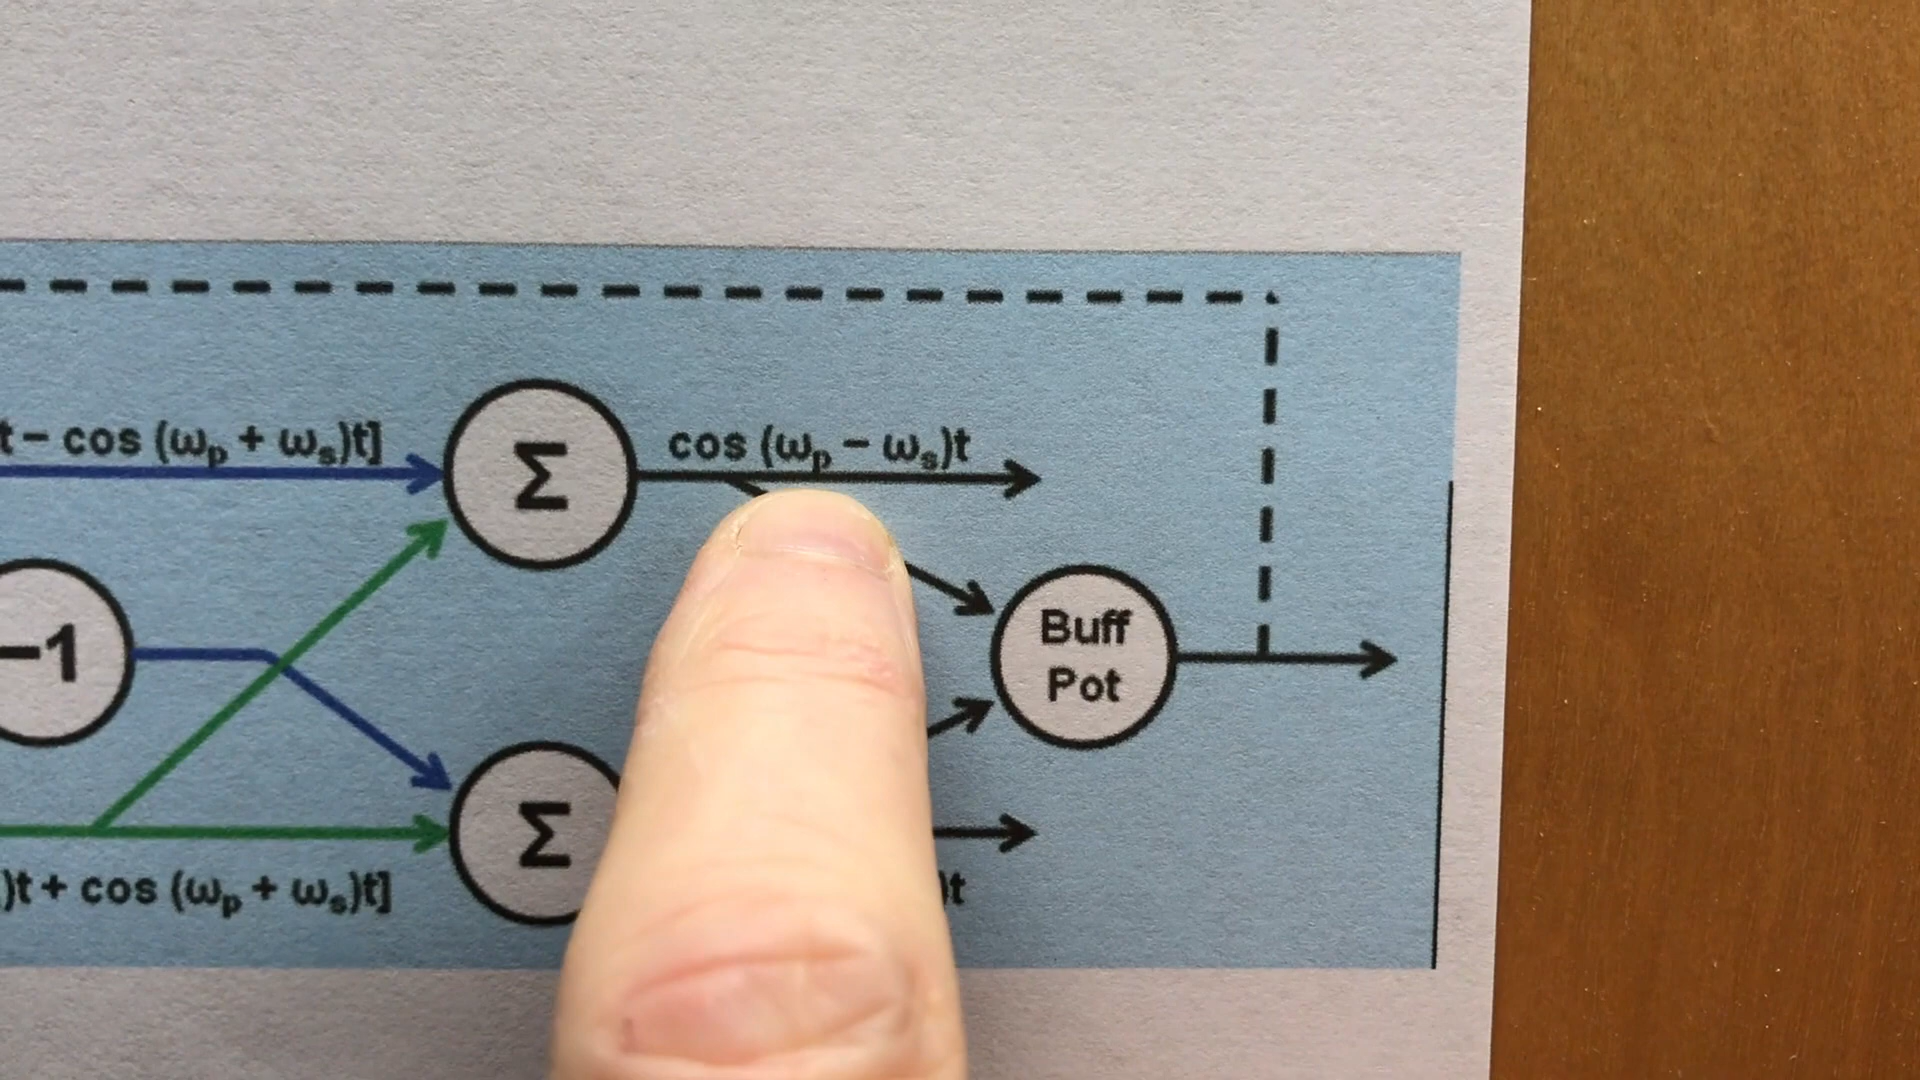 t – cos (ωp + ωs)t]
Σ
cos (ωp – ωs)t
–1
Buff
Pot
Σ
)t + cos (ωp + ωs)t]
)t